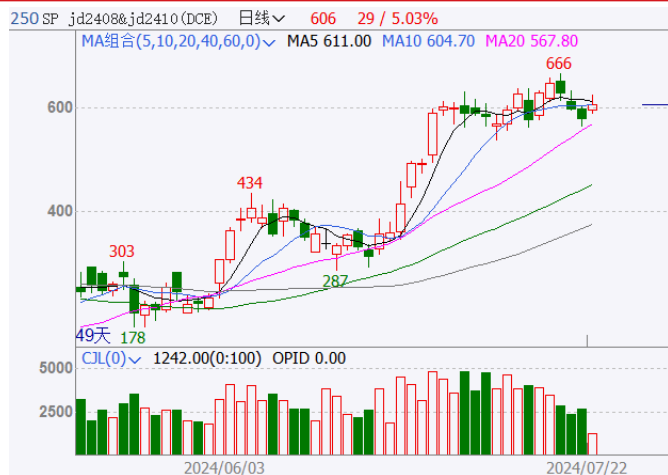 250 SP jd2408&jd2410(DCE) 日线 606 29 / 5.03%
MA组合(5,10,20,40,60,0) MA5 611.00 MA10 604.70 MA20 567.80
666
600
434
400
303
287
49天 178
CJL(0) 1242.00(0:100) OPID 0.00
5000
2500
2024/06/03 2024/07/22